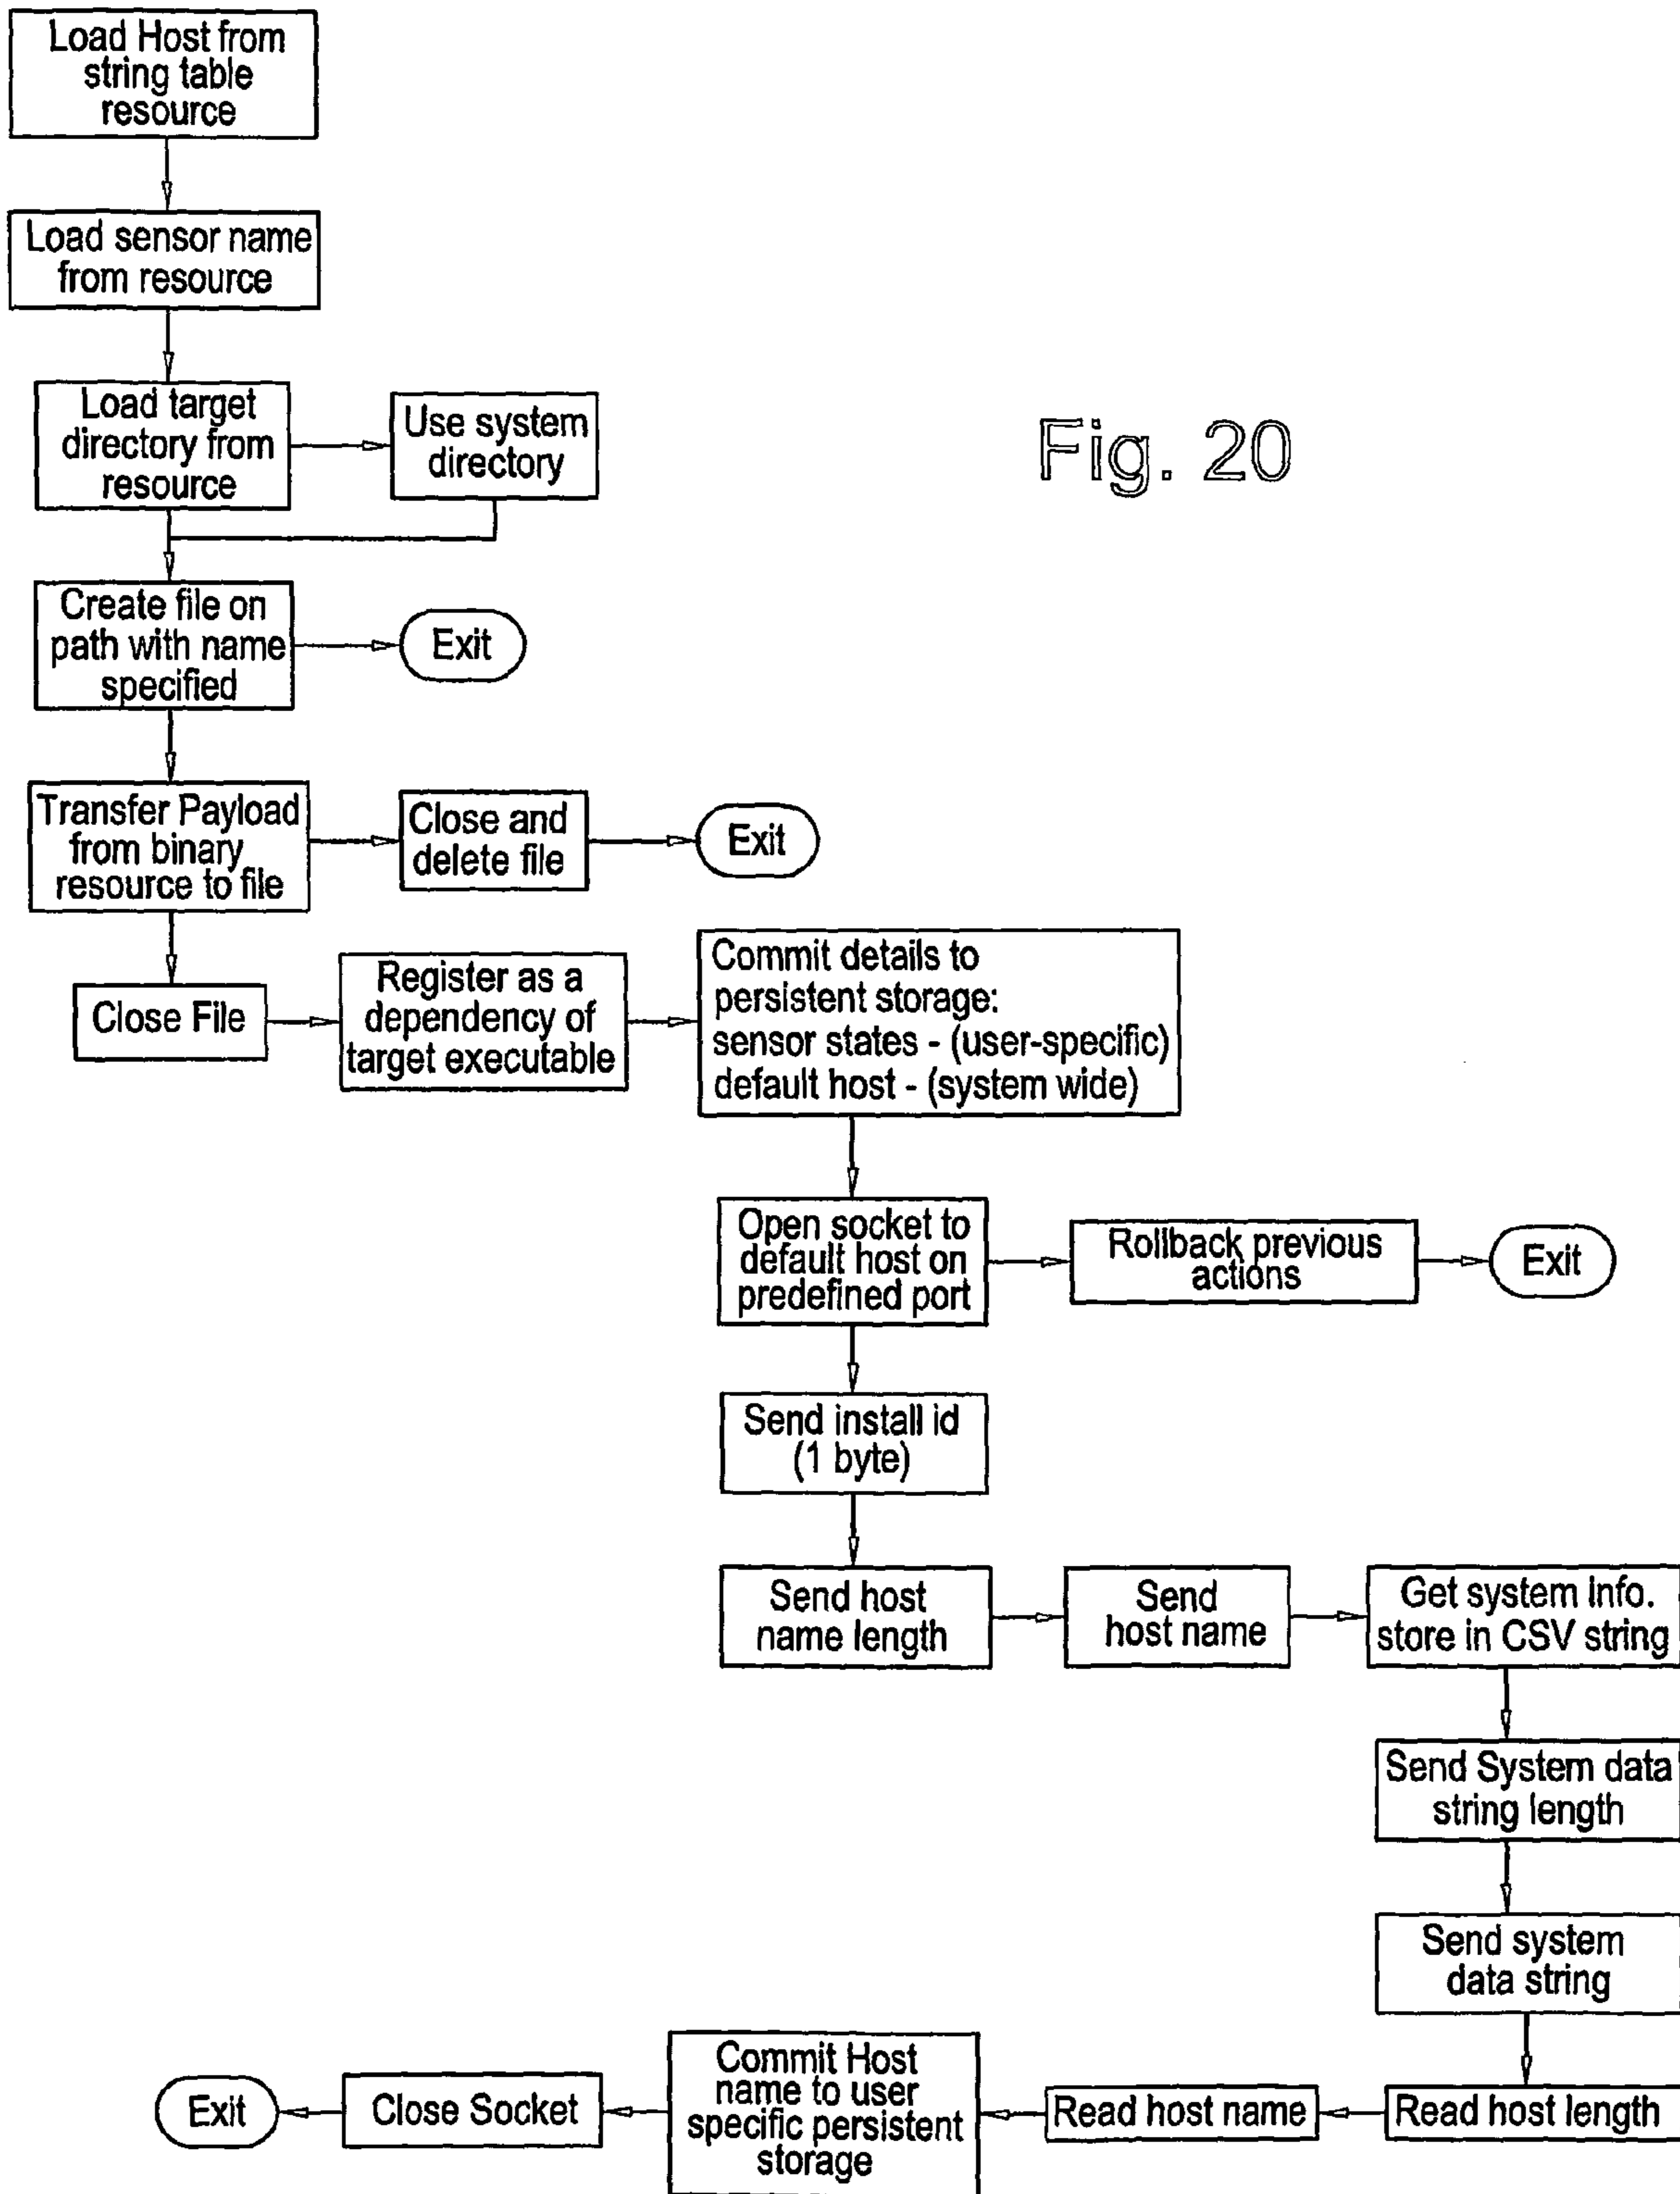 Load Host from
string table
resource
Load sensor name
from resource
Load target
directory from
resource
Use system
directory
Fig. 20
Create file on
path with name
specified
Exit
Transfer Payload
from binary
resource to file
Close and
delete file
Exit
Close File
Register as a
dependency of
target executable
Commit details to
persistent storage:
sensor states - (user-specific)
default host - (system wide)
Open socket to
default host on
predefined port
Rollback previous
actions
Exit
Send install id
(1 byte)
Send host
name length
Send
host name
Get system info.
store in CSV string
Send System data
string length
Send system
data string
Read host length
Read host name
Commit Host
name to user
specific persistent
storage
Close Socket
Exit